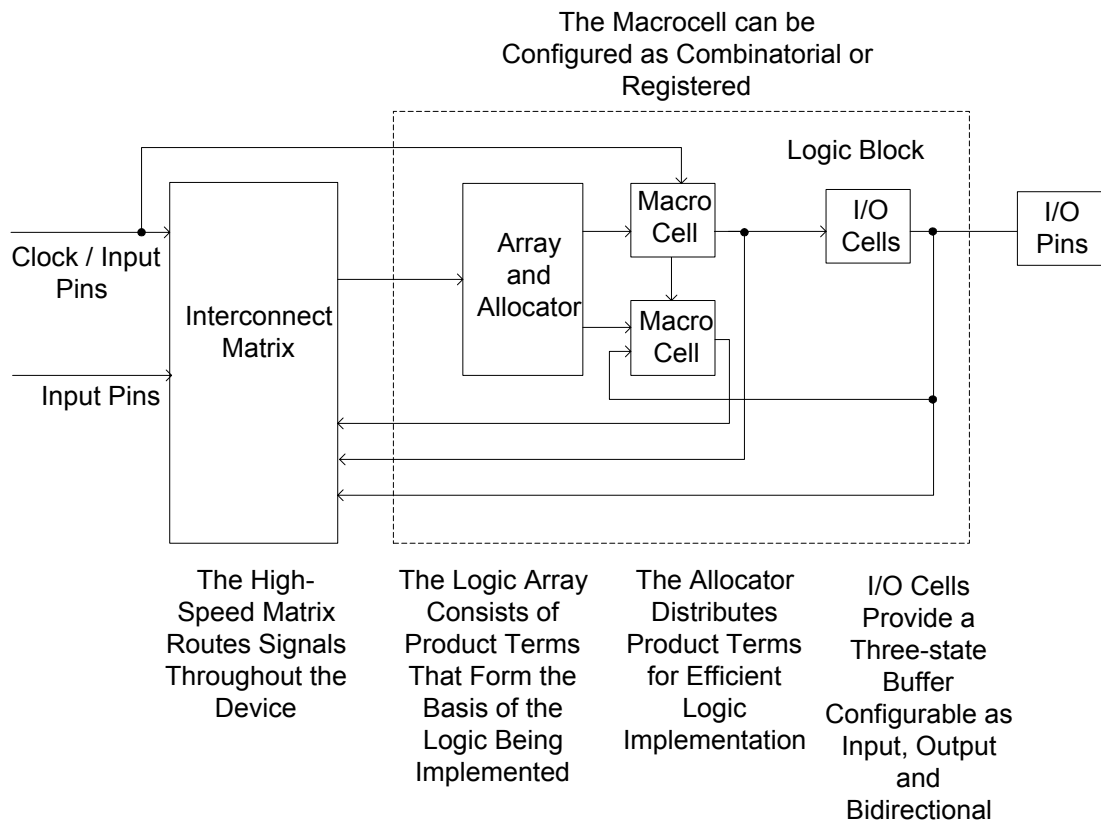 The Macrocell can be
Configured as Combinatorial or
Registered
Logic Block
Clock / Input
Pins
Input Pins
Interconnect
Matrix
Array
and
Allocator
Macro
Cell
Macro
Cell
I/O
Cells
I/O
Pins
The High-
Speed Matrix
Routes Signals
Throughout the
Device
The Logic Array
Consists of
Product Terms
That Form the
Basis of the
Logic Being
Implemented
The Allocator
Distributes
Product Terms
for Efficient
Logic
Implementation
I/O Cells
Provide a
Three-state
Buffer
Configurable as
Input, Output
and
Bidirectional